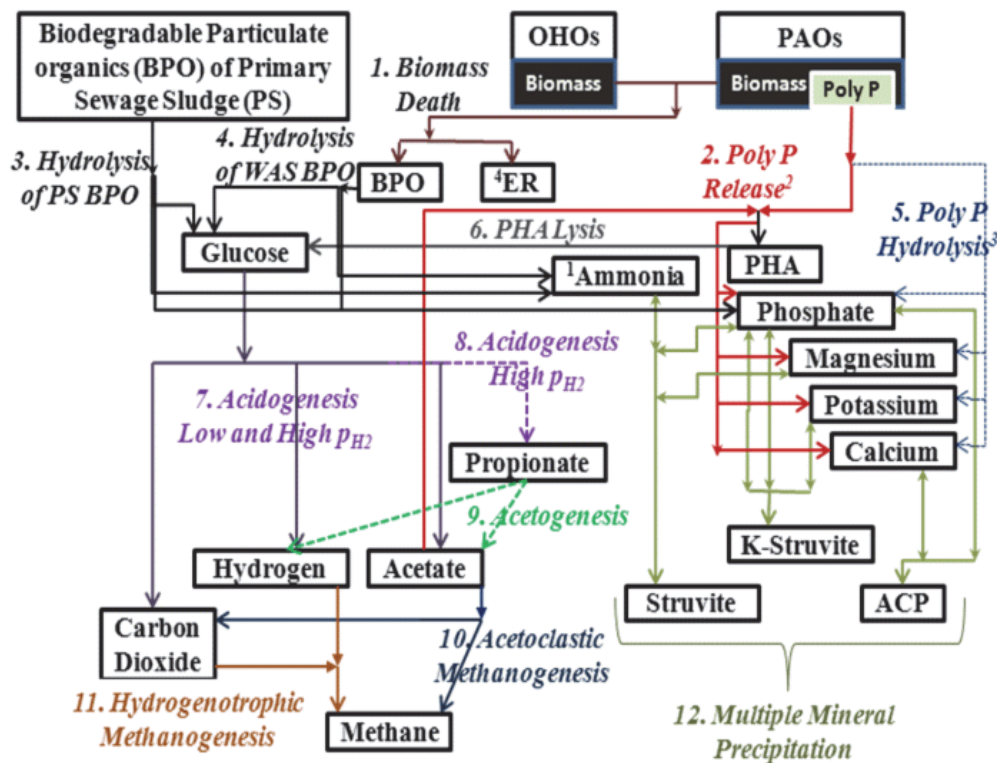 Biodegradable Particulate
organics (BPO) of Primary
Sewage Sludge (PS)
OHOs
Biomass
PAOs
Biomass
Poly P
1. Biomass
Death
4. Hydrolysis
of WAS BPO
3. Hydrolysis
of PS BPO
BPO
⁴ER
2. Poly P
Release²
5. Poly P
Hydrolysis³
6. PHA Lysis
Glucose
PHA
¹Ammonia
Phosphate
Magnesium
Potassium
Calcium
8. Acidogenesis
High pH2
7. Acidogenesis
Low and High pH2
Propionate
9. Acetogenesis
K-Struvite
Hydrogen
Acetate
Struvite
ACP
Carbon
Dioxide
10. Acetoclastic
Methanogenesis
11. Hydrogenotrophic
Methanogenesis
Methane
12. Multiple Mineral
Precipitation